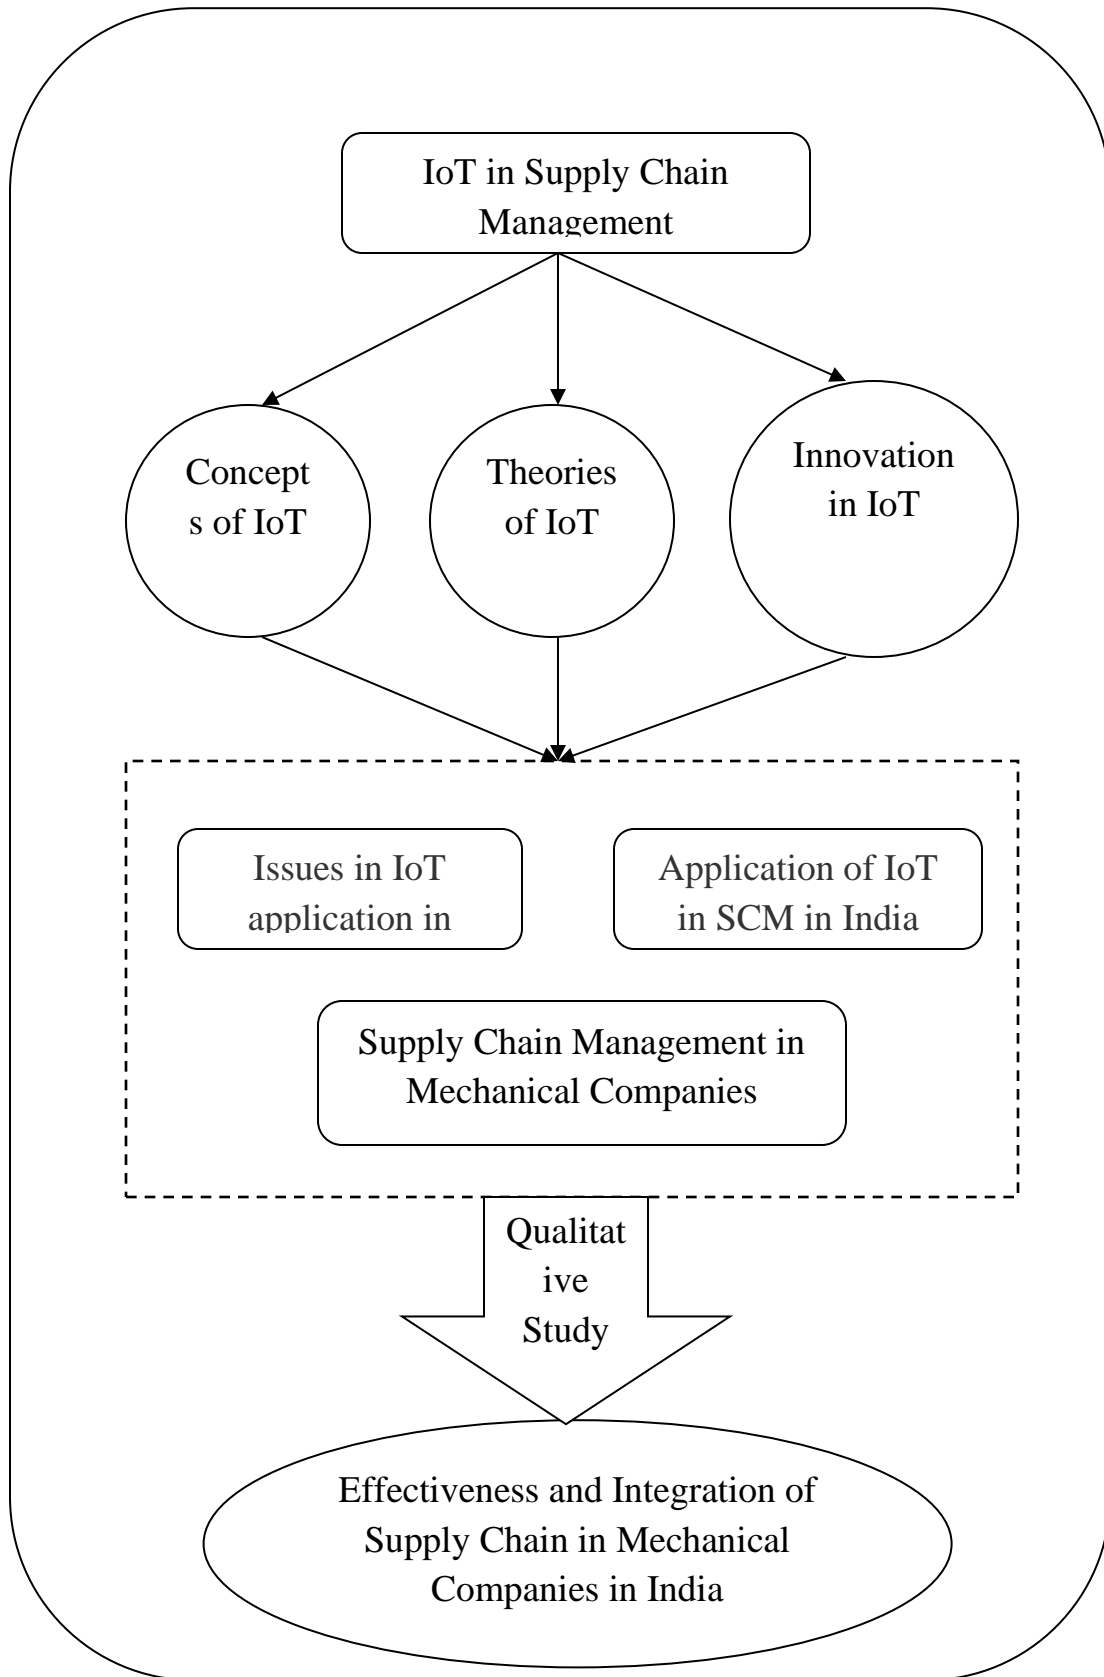 IoT in Supply Chain
Management
Concept
s of IoT
Theories
of IoT
Innovation
in IoT
Issues in IoT
application in
Application of IoT
in SCM in India
Supply Chain Management in
Mechanical Companies
Qualitat
ive
Study
Effectiveness and Integration of
Supply Chain in Mechanical
Companies in India